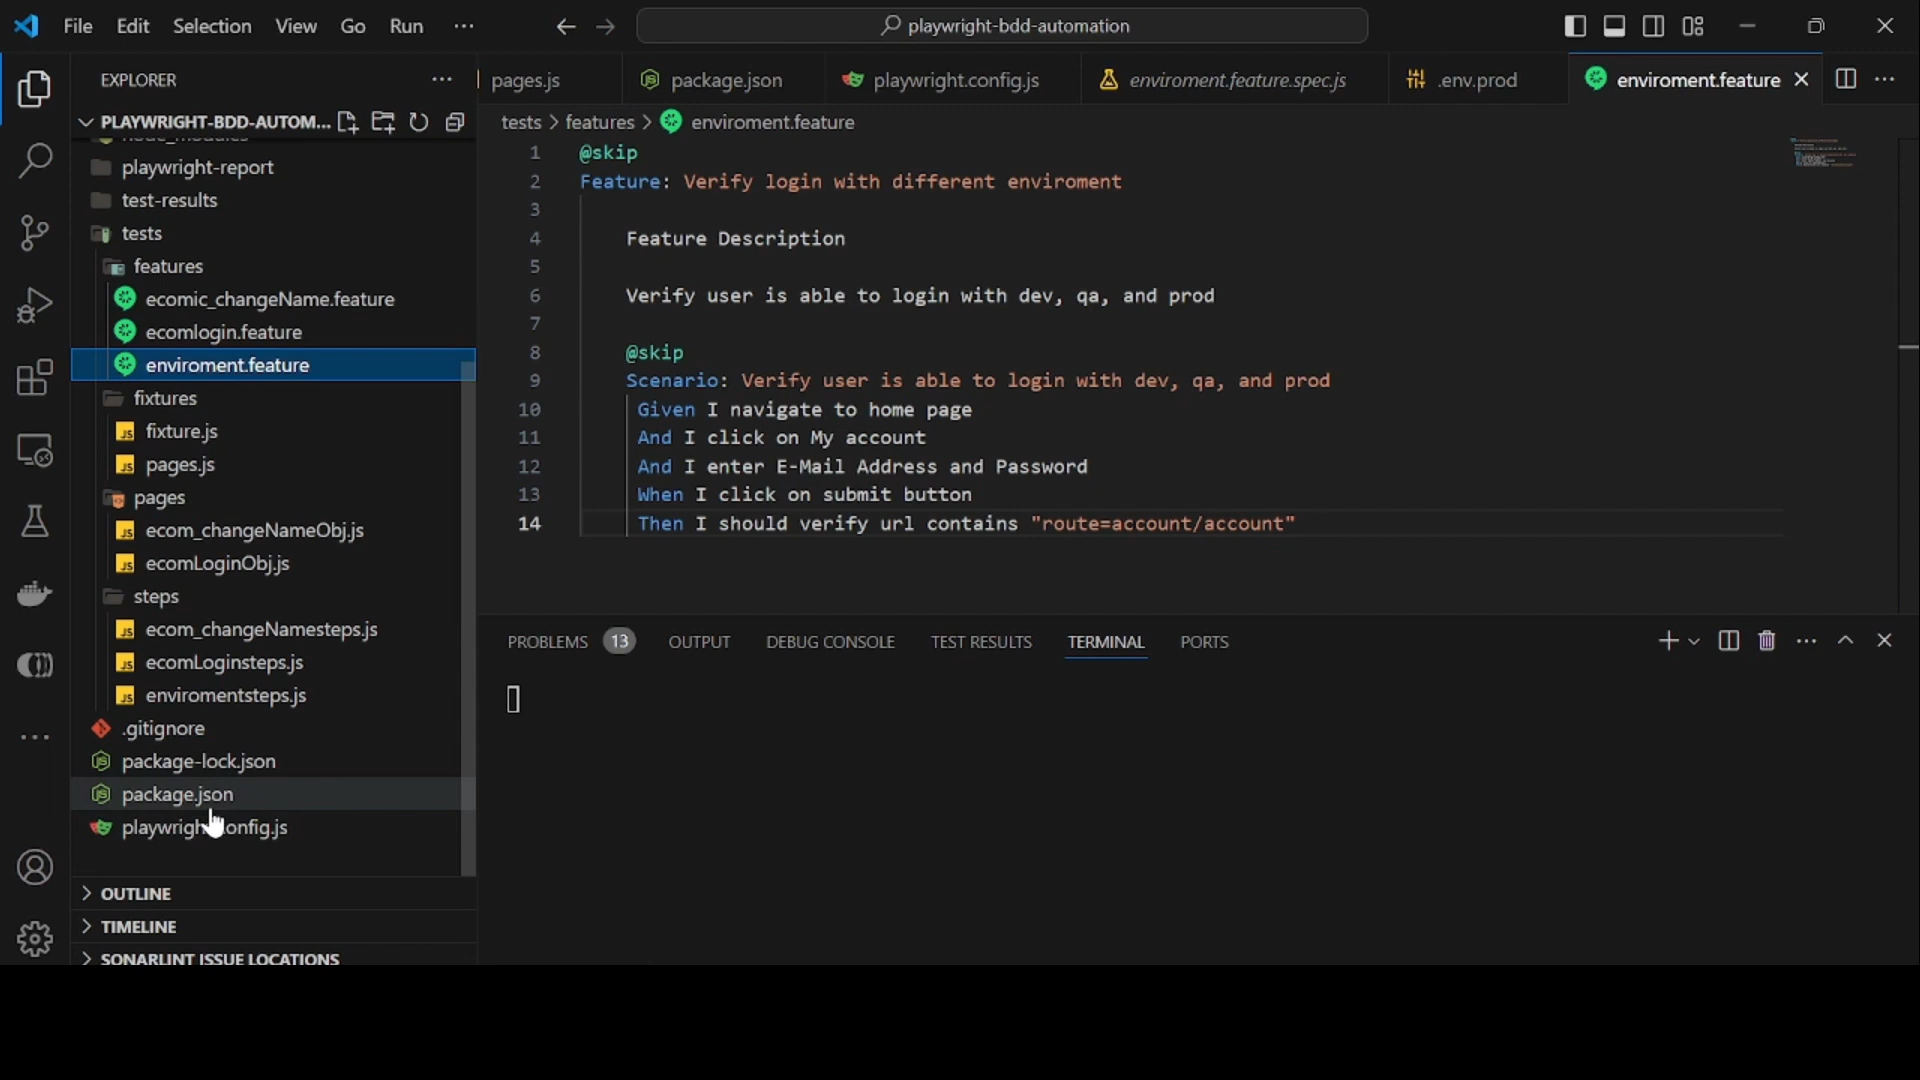 File Edit Selection View Go Run
playwright-bdd-automation
EXPLORER
pages.js
package.json
playwright.config.js
enviroment.feature.spec.js
.env.prod
enviroment.feature
PLAYWRIGHT-BDD-AUTOM...
tests > features > enviroment.feature
playwright-report
test-results
tests
features
ecomic_changeName.feature
ecomlogin.feature
enviroment.feature
fixtures
fixture.js
pages.js
pages
ecom_changeNameObj.js
ecomLoginObj.js
steps
ecom_changeNamesteps.js
ecomLoginsteps.js
enviromentsteps.js
.gitignore
package-lock.json
package.json
OUTLINE
TIMELINE
SONARLINT ISSUE LOCATIONS
1 @skip
2 Feature: Verify login with different enviroment
3
4 Feature Description
5
6 Verify user is able to login with dev, qa, and prod
7
8 @skip
9 Scenario: Verify user is able to login with dev, qa, and prod
10 Given I navigate to home page
11 And I click on My account
12 And I enter E-Mail Address and Password
13 When I click on submit button
14 Then I should verify url contains "route=account/account"
PROBLEMS 13 OUTPUT DEBUG CONSOLE TEST RESULTS TERMINAL PORTS